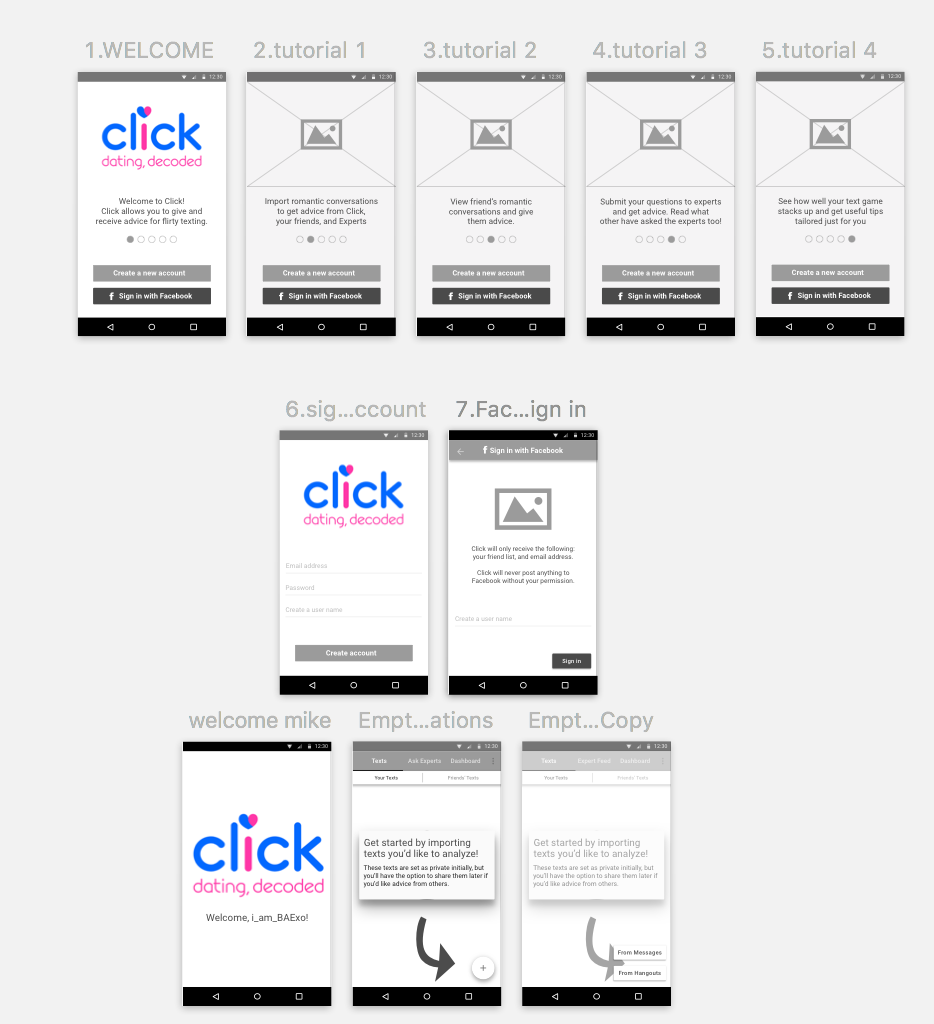 1.WELCOME
2.tutorial 1
3.tutorial 2
4.tutorial 3
5.tutorial 4
12:30
click
dating, decoded
Welcome to Click!
Click allows you to give and
receive advice for flirty texting.
Create a new account
f Sign in with Facebook
12:30
Import romantic conversations
to get advice from Click,
your friends, and Experts
Create a new account
f Sign in with Facebook
12:30
View friend's romantic
conversations and give
them advice.
Create a new account
f Sign in with Facebook
12:30
Submit your questions to experts
and get advice. Read what
other have asked the experts too!
Create a new account
f Sign in with Facebook
12:30
See how well your text game
stacks up and get useful tips
tailored just for you
Create a new account
f Sign in with Facebook
6.sig...ccount
7.Fac...ign in
12:30
click
dating, decoded
Email address
Password
Create a user name
Create account
12:30
f Sign in with Facebook
Click will only receive the following:
your friend list, and email address.
Click will never post anything to
Facebook without your permission.
Create a user name
Sign in
welcome mike
Empt...ations
Empt...Copy
12:30
click
dating, decoded
Welcome, i_am_BAExo!
12:30
Texts Ask Experts Dashboard
Your Texts Friends' Texts
Get started by importing
texts you'd like to analyze!
These texts are set as private initially, but
you'll have the option to share them later if
you'd like advice from others.
+
12:30
Texts Expert Feed Dashboard
Your Texts Friends' Texts
Get started by importing
texts you'd like to analyze!
These texts are set as private initially, but
you'll have the option to share them later if
you'd like advice from others.
From Messages
From Hangouts